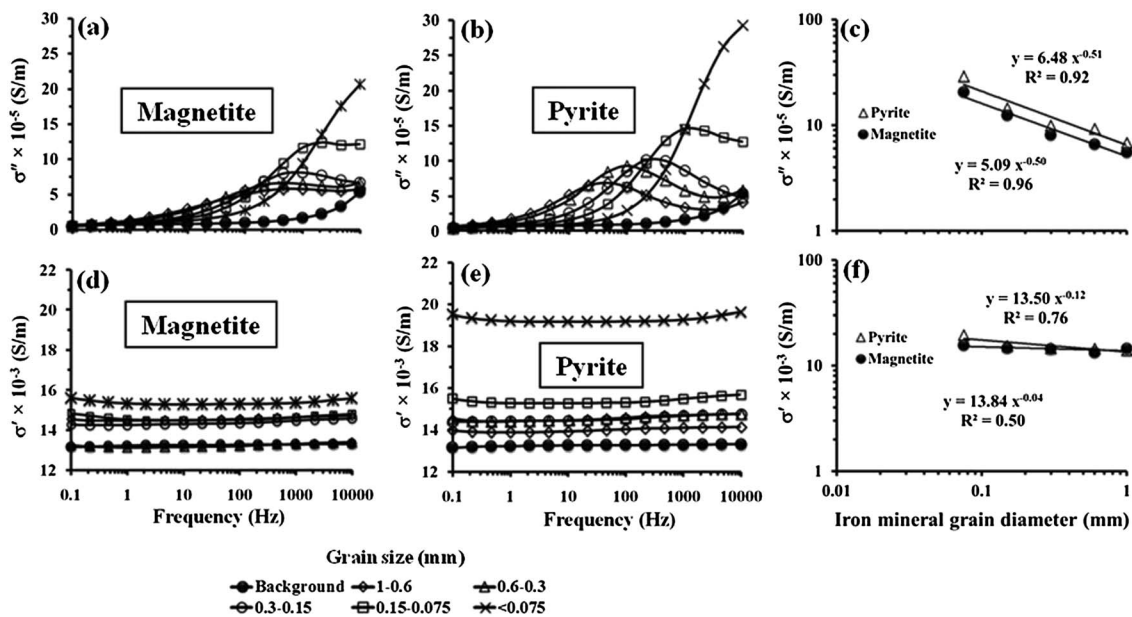 (a)
Magnetite
σ″ × 10⁻⁵ (S/m)
30
25
20
15
10
5
0
(b)
Pyrite
σ″ × 10⁻⁵ (S/m)
30
25
20
15
10
5
0
(c)
y = 6.48 x⁻⁰·⁵¹
R² = 0.92
Pyrite
Magnetite
y = 5.09 x⁻⁰·⁵⁰
R² = 0.96
σ″ × 10⁻⁵ (S/m)
100
10
1
(d)
Magnetite
σ′ × 10⁻³ (S/m)
22
20
18
16
14
12
0.1 1 10 100 1000 10000
Frequency (Hz)
(e)
Pyrite
σ′ × 10⁻³ (S/m)
22
20
18
16
14
12
0.1 1 10 100 1000 10000
Frequency (Hz)
(f)
y = 13.50 x⁻⁰·¹²
R² = 0.76
Pyrite
Magnetite
y = 13.84 x⁻⁰·⁰⁴
R² = 0.50
σ′ × 10⁻³ (S/m)
100
10
1
0.01 0.1 1
Iron mineral grain diameter (mm)
Grain size (mm)
Background 1-0.6 0.6-0.3
0.3-0.15 0.15-0.075 <0.075